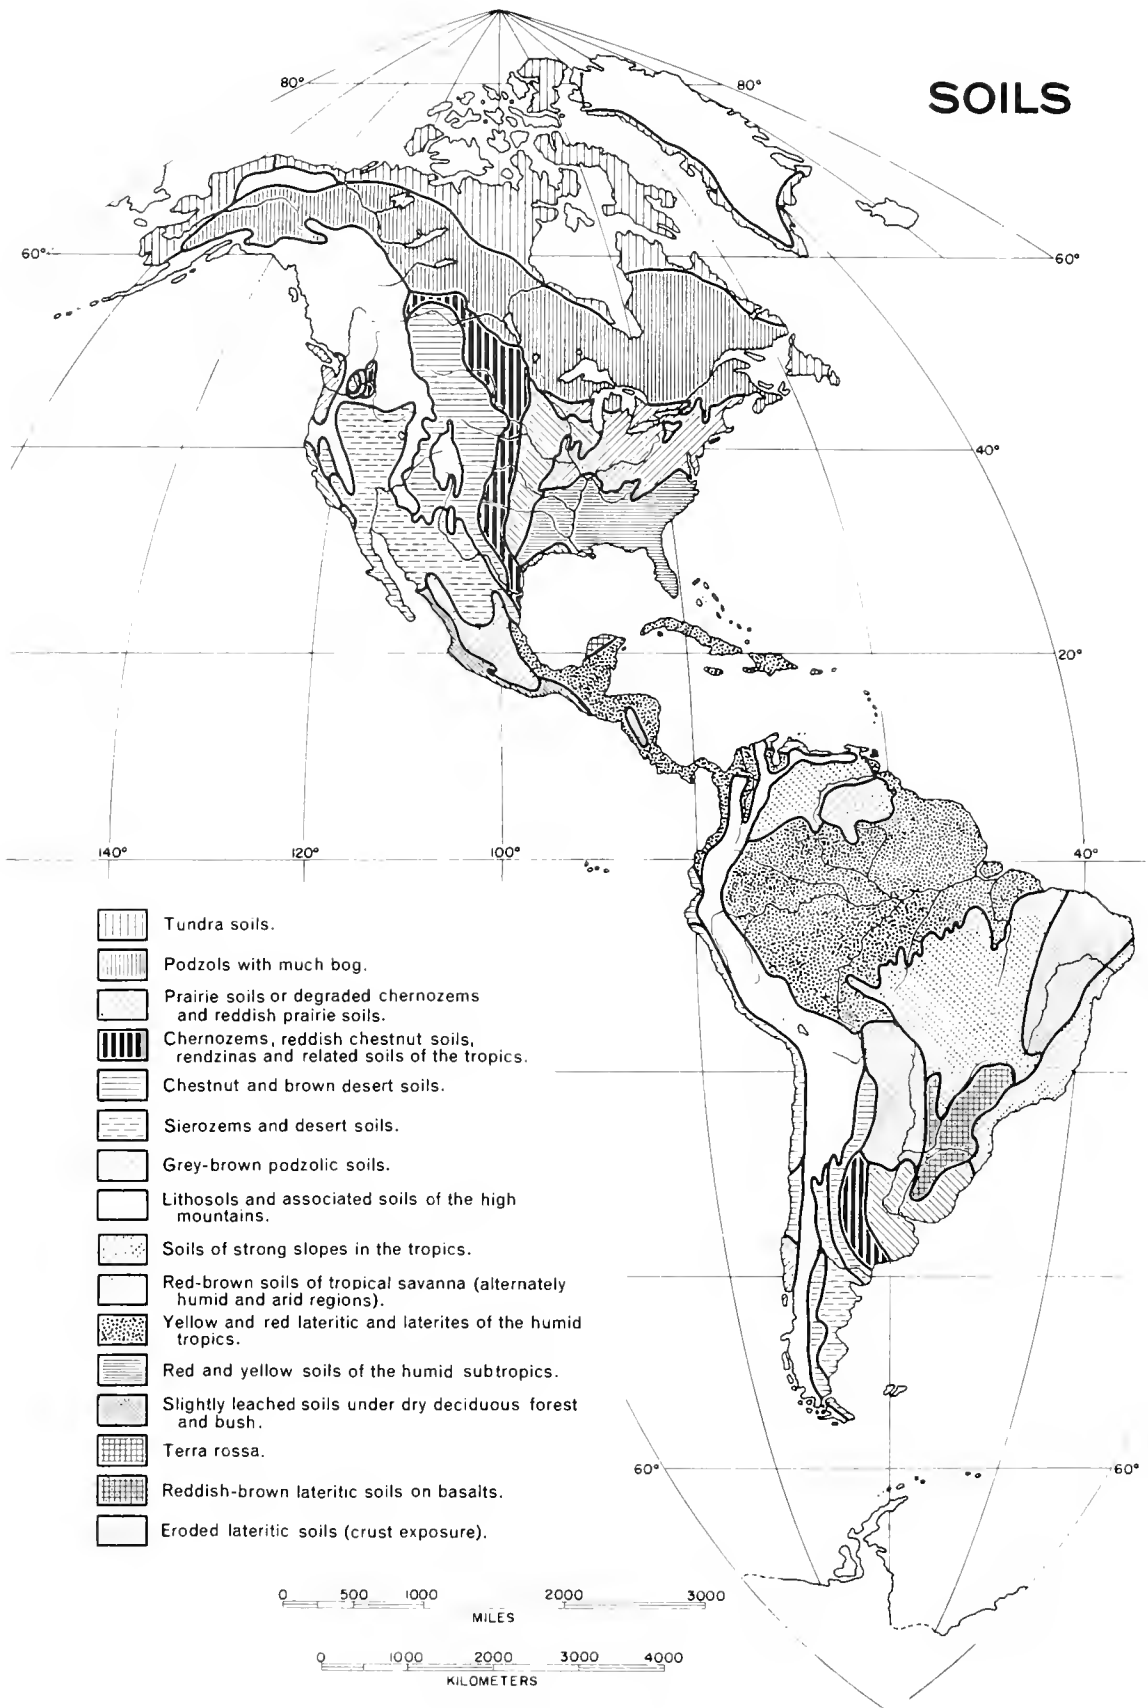 SOILS
80°
80°
60°
60°
40°
20°
140°
120°
100°
40°
Tundra soils.
Podzols with much bog.
Prairie soils or degraded chernozems
and reddish prairie soils.
Chernozems, reddish chestnut soils,
rendzinas and related soils of the tropics.
Chestnut and brown desert soils.
Sierozems and desert soils.
Grey-brown podzolic soils.
Lithosols and associated soils of the high
mountains.
Soils of strong slopes in the tropics.
Red-brown soils of tropical savanna (alternately
humid and arid regions).
Yellow and red lateritic and laterites of the humid
tropics.
Red and yellow soils of the humid subtropics.
Slightly leached soils under dry deciduous forest
and bush.
Terra rossa.
60°
60°
Reddish-brown lateritic soils on basalts.
Eroded lateritic soils (crust exposure).
0 500 1000 2000 3000
MILES
0 1000 2000 3000 4000
KILOMETERS